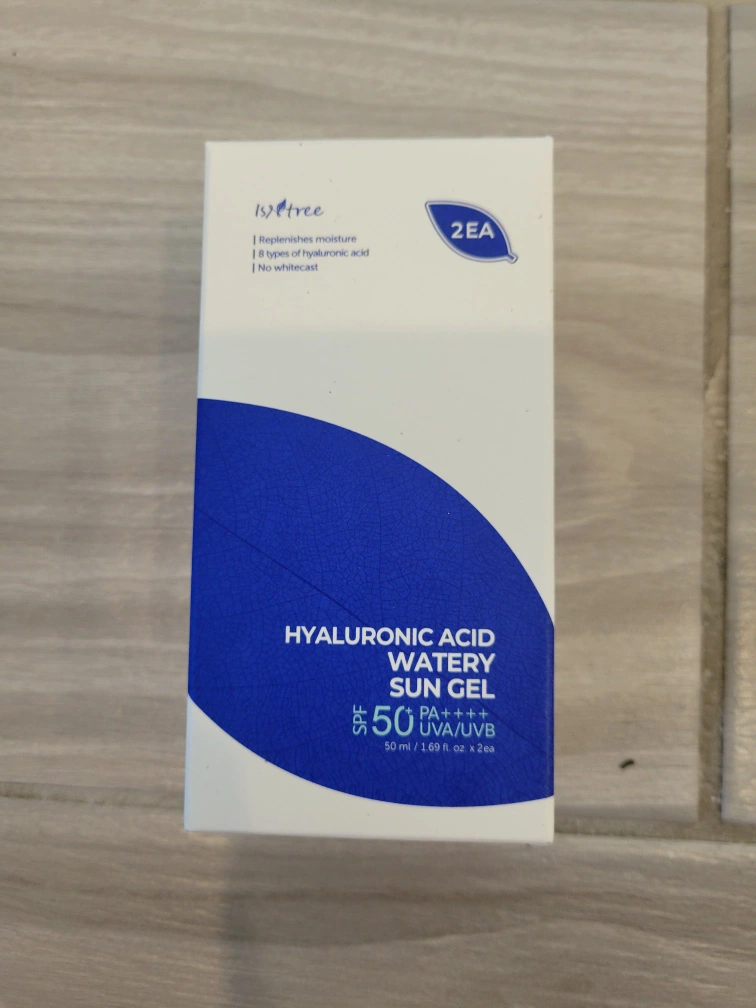 Isntree
2EA
Replenishes moisture
8 types of hyaluronic acid
No whitecast
HYALURONIC ACID
WATERY
SUN GEL
SPF 50+ PA++++
UVA/UVB
50 ml / 1.69 fl. oz. x 2ea